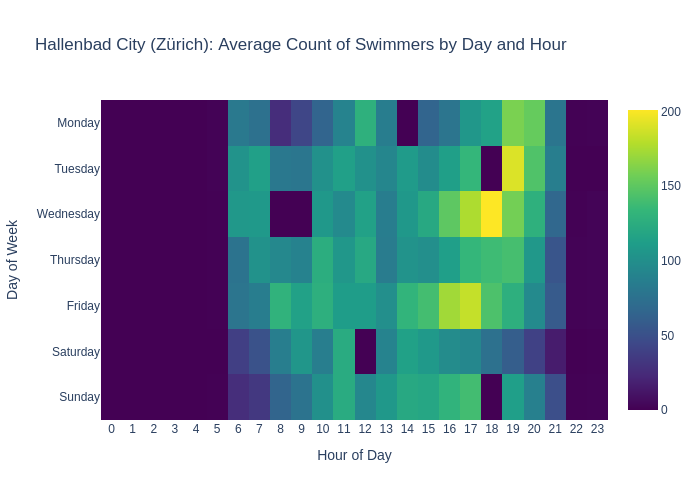 Hallenbad City (Zürich): Average Count of Swimmers by Day and Hour
Day of Week
Monday
Tuesday
Wednesday
Thursday
Friday
Saturday
Sunday
0 1 2 3 4 5 6 7 8 9 10 11 12 13 14 15 16 17 18 19 20 21 22 23
Hour of Day
200
150
100
50
0